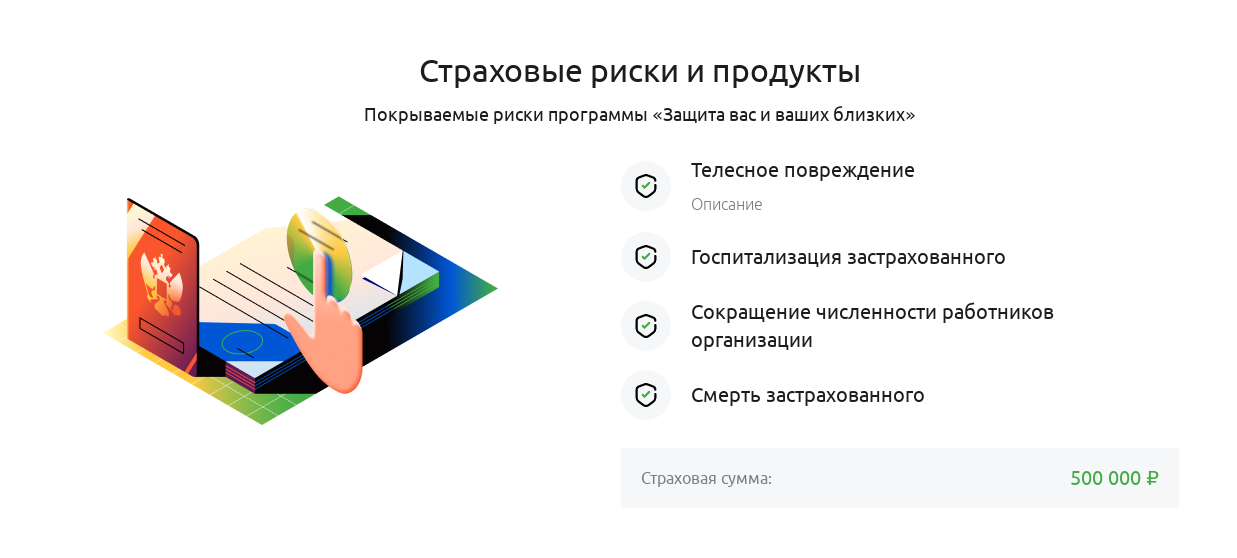 Страховые риски и продукты
Покрываемые риски программы «Защита вас и ваших близких»
Телесное повреждение
Описание
Госпитализация застрахованного
Сокращение численности работников
организации
Смерть застрахованного
Страховая сумма:
500 000 ₽